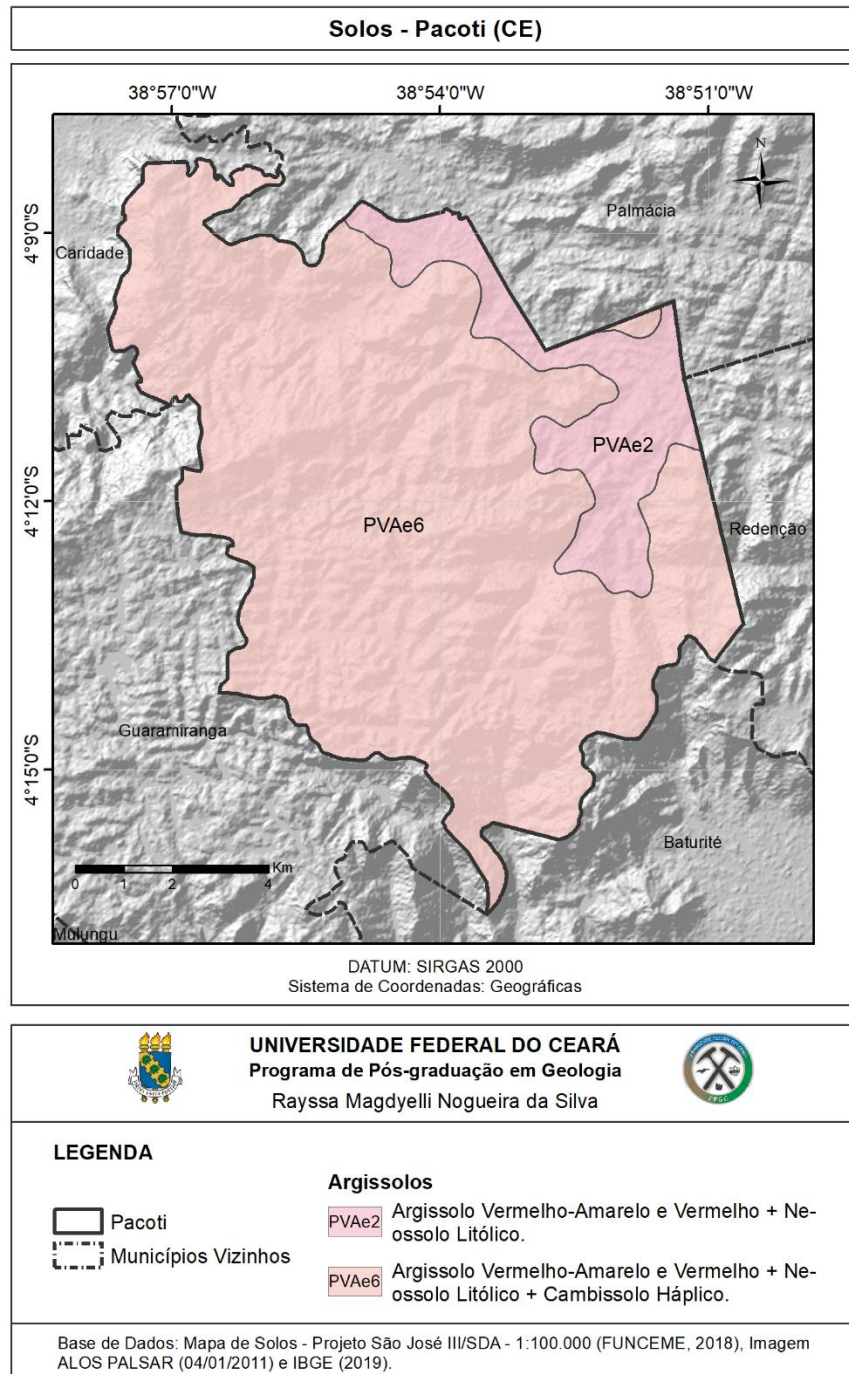 Solos - Pacoti (CE)
38°57'0"W
38°54'0"W
38°51'0"W
N
Palmácia
4°9'0"S
Caridade
PVAe2
4°12'0"S
PVAe6
Redenção
Guaramiranga
4°15'0"S
Baturité
Km
0 1 2 4
Mulungu
DATUM: SIRGAS 2000
Sistema de Coordenadas: Geográficas
UNIVERSIDADE FEDERAL DO CEARÁ
Programa de Pós-graduação em Geologia
Rayssa Magdyelli Nogueira da Silva
PPGG
LEGENDA
Pacoti
Municípios Vizinhos
Argissolos
PVAe2
Argissolo Vermelho-Amarelo e Vermelho + Ne-
ossolo Litólico.
PVAe6
Argissolo Vermelho-Amarelo e Vermelho + Ne-
ossolo Litólico + Cambissolo Háplico.
Base de Dados: Mapa de Solos - Projeto São José III/SDA - 1:100.000 (FUNCEME, 2018), Imagem
ALOS PALSAR (04/01/2011) e IBGE (2019).